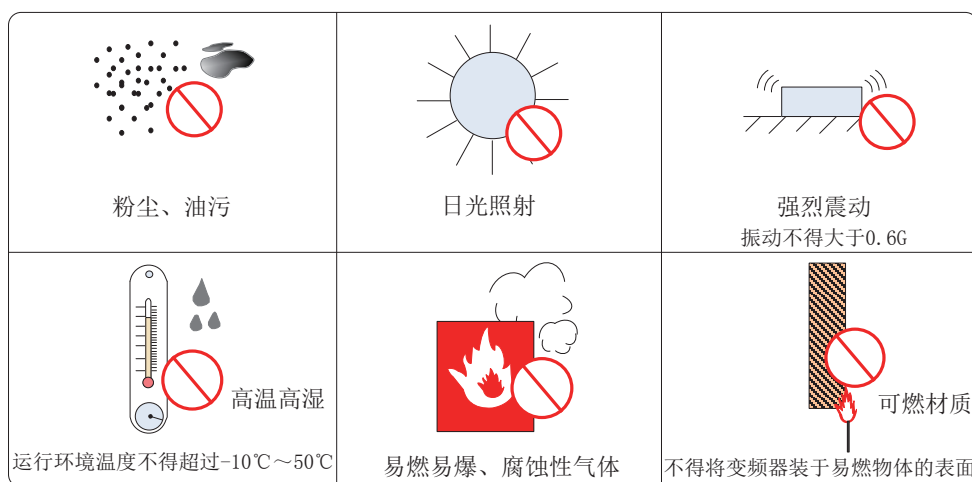 粉尘、油污
日光照射
强烈震动
振动不得大于0.6G
高温高湿
运行环境温度不得超过-10℃～50℃
易燃易爆、腐蚀性气体
可燃材质
不得将变频器装于易燃物体的表面